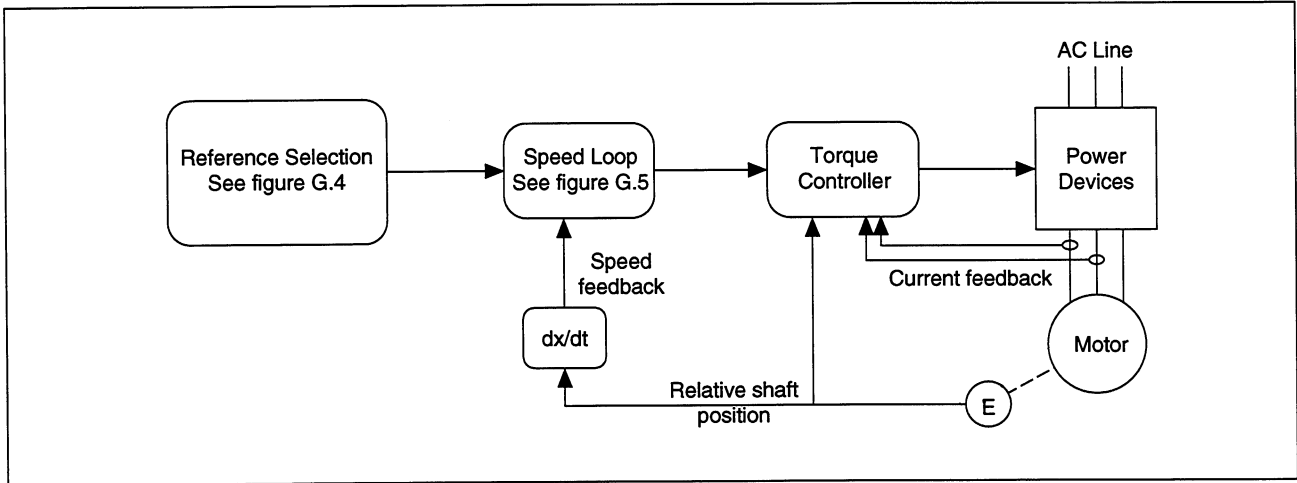 AC Line
Reference Selection
See figure G.4
Speed Loop
See figure G.5
Torque
Controller
Power
Devices
Speed
feedback
Current feedback
dx/dt
Motor
Relative shaft
position
E